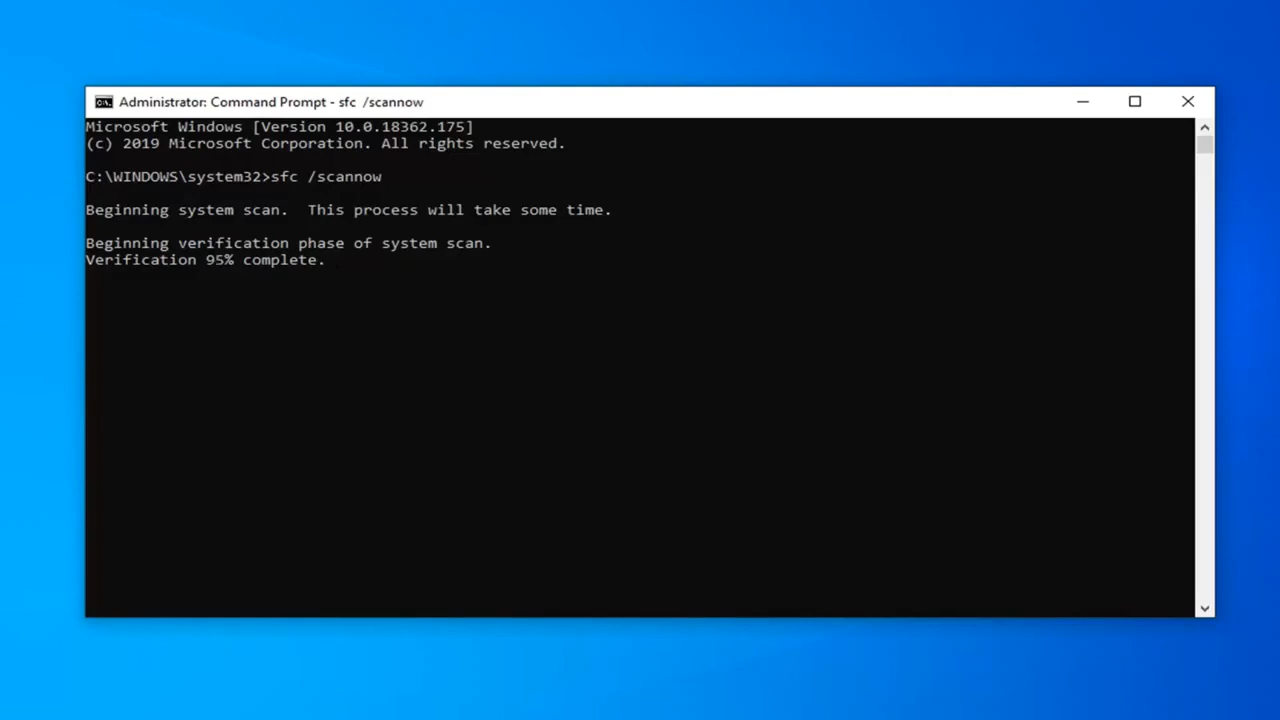 Administrator: Command Prompt - sfc  /scannow
Microsoft Windows [Version 10.0.18362.175]
(c) 2019 Microsoft Corporation. All rights reserved.
C:\WINDOWS\system32>sfc /scannow
Beginning system scan.  This process will take some time.
Beginning verification phase of system scan.
Verification 95% complete.